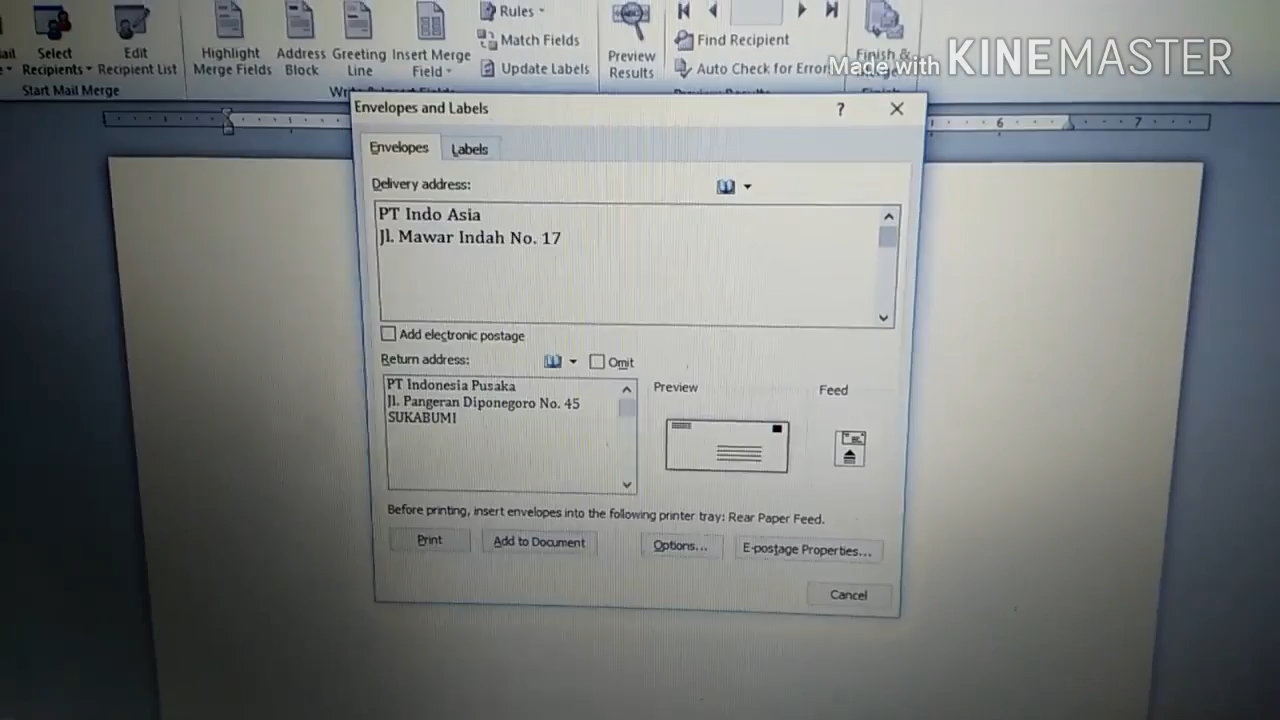 Select
Recipients
Edit
Recipient List
Start Mail Merge
Highlight
Merge Fields
Address
Block
Greeting
Line
Insert Merge
Field
Rules
Match Fields
Update Labels
Preview
Results
Find Recipient
Auto Check for Error
Finish &
Made with KINEMASTER
Envelopes and Labels
Envelopes
Labels
Delivery address:
PT Indo Asia
Jl. Mawar Indah No. 17
Add electronic postage
Return address:
Omit
PT Indonesia Pusaka
Jl. Pangeran Diponegoro No. 45
SUKABUMI
Preview
Feed
Before printing, insert envelopes into the following printer tray: Rear Paper Feed.
Print
Add to Document
Options...
E-postage Properties...
Cancel
6
7